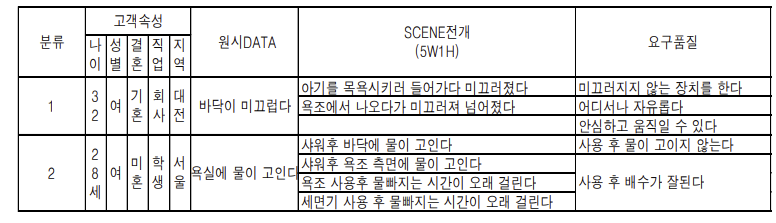 분류 고객속성 원시DATA SCENE전개 (5W1H) 요구품질
나이 성별 결혼 직업 지역
1 32 여 기혼 회사 대전 바닥이 미끄럽다 아기를 목욕시키러 들어가다 미끄러졌다 미끄러지지 않는 장치를 한다
욕조에서 나오다가 미끄러져 넘어졌다 어디서나 자유롭다
안심하고 움직일 수 있다
2 28세 여 미혼 학생 서울 욕실에 물이 고인다 샤워후 바닥에 물이 고인다 사용 후 물이 고이지 않는다
샤워후 욕조 측면에 물이 고인다 사용 후 배수가 잘된다
욕조 사용후 물빠지는 시간이 오래 걸린다
세면기 사용 후 물빠지는 시간이 오래 걸린다